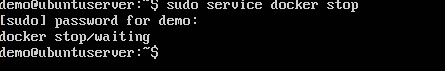 demo@ubuntuserver:~$ sudo service docker stop
[sudo] password for demo:
docker stop/waiting
demo@ubuntuserver:~$